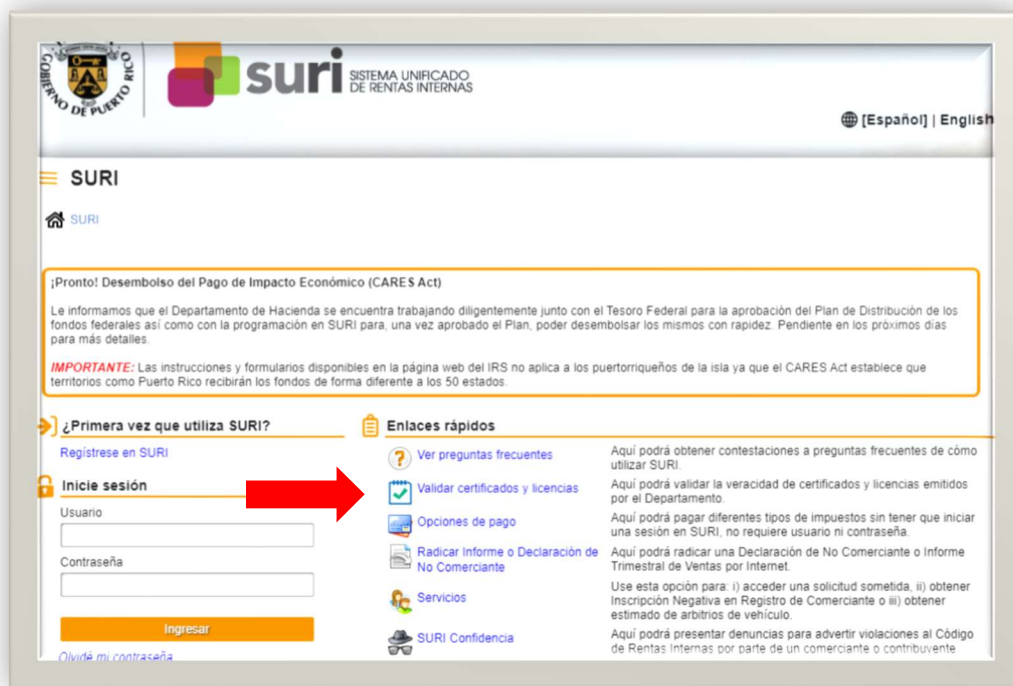 GOBIERNO DE PUERTO RICO
suri SISTEMA UNIFICADO
DE RENTAS INTERNAS
[Español] | English
SURI
SURI
¡Pronto! Desembolso del Pago de Impacto Económico (CARES Act)
Le informamos que el Departamento de Hacienda se encuentra trabajando diligentemente junto con el Tesoro Federal para la aprobación del Plan de Distribución de los
fondos federales así como con la programación en SURI para, una vez aprobado el Plan, poder desembolsar los mismos con rapidez. Pendiente en los próximos días
para más detalles.
IMPORTANTE: Las instrucciones y formularios disponibles en la página web del IRS no aplica a los puertorriqueños de la isla ya que el CARES Act establece que
territorios como Puerto Rico recibirán los fondos de forma diferente a los 50 estados.
¿Primera vez que utiliza SURI?
Regístrese en SURI
Inicie sesión
Usuario
Contraseña
Ingresar
Olvidé mi contraseña
Enlaces rápidos
Ver preguntas frecuentes
Aquí podrá obtener contestaciones a preguntas frecuentes de cómo
utilizar SURI.
Validar certificados y licencias
Aquí podrá validar la veracidad de certificados y licencias emitidos
por el Departamento.
Opciones de pago
Aquí podrá pagar diferentes tipos de impuestos sin tener que iniciar
una sesión en SURI, no requiere usuario ni contraseña.
Radicar Informe o Declaración de
No Comerciante
Aquí podrá radicar una Declaración de No Comerciante o Informe
Trimestral de Ventas por Internet.
Servicios
Use esta opción para: i) acceder una solicitud sometida, ii) obtener
Inscripción Negativa en Registro de Comerciante o iii) obtener
estimado de arbitrios de vehículo.
SURI Confidencia
Aquí podrá presentar denuncias para advertir violaciones al Código
de Rentas Internas por parte de un comerciante o contribuyente